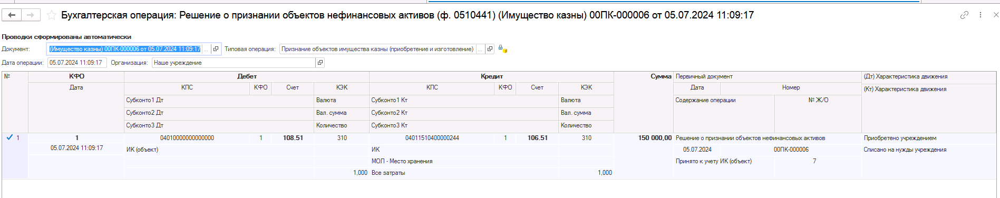 Бухгалтерская операция: Решение о признании объектов нефинансовых активов (ф. 0510441) (Имущество казны) 00ПК-000006 от 05.07.2024 11:09:17
Проводки сформированы автоматически
Документ: (Имущество казны) 00ПК-000006 от 05.07.2024 11:09:17 ... Типовая операция: Признание объектов имущества казны (приобретение и изготовление) ...
Дата операции: 05.07.2024 11:09:17 Организация: Наше учреждение
№ КФО Дебет Кредит Сумма Первичный документ (Дт) Характеристика движения
Дата КПС КФО Счет КЭК КПС КФО Счет КЭК Дата Номер (Кт) Характеристика движения
Субконто1 Дт Валюта Субконто1 Кт Валюта Содержание операции № Ж/О
Субконто2 Дт Вал. сумма Субконто2 Кт Вал. сумма
Субконто3 Дт Количество Субконто3 Кт Количество
1 1 04010000000000000 1 108.51 310 04011510400000244 1 106.51 310 150 000,00 Решение о признании объектов нефинансовых активов Приобретено учреждением
05.07.2024 11:09:17 ИК (объект) ИК 05.07.2024 00ПК-000006 Списано на нужды учреждения
МОЛ - Место хранения Принято к учету ИК (объект) 7
1,000 Все затраты 1,000